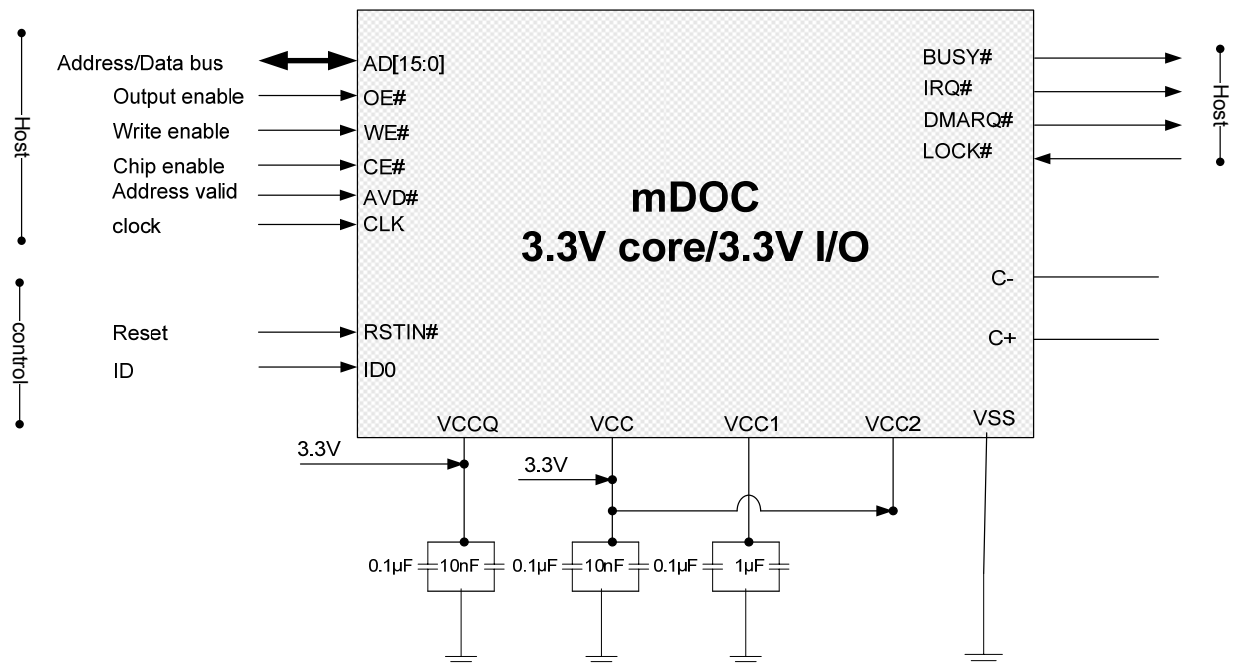 Host
Address/Data bus
Output enable
Write enable
Chip enable
Address valid
clock
control
Reset
ID
AD[15:0]
OE#
WE#
CE#
AVD#
CLK
RSTIN#
ID0
mDOC
3.3V core/3.3V I/O
BUSY#
IRQ#
DMARQ#
LOCK#
Host
C-
C+
VCCQ
VCC
VCC1
VCC2
VSS
3.3V
3.3V
0.1µF
10nF
0.1µF
10nF
0.1µF
1µF